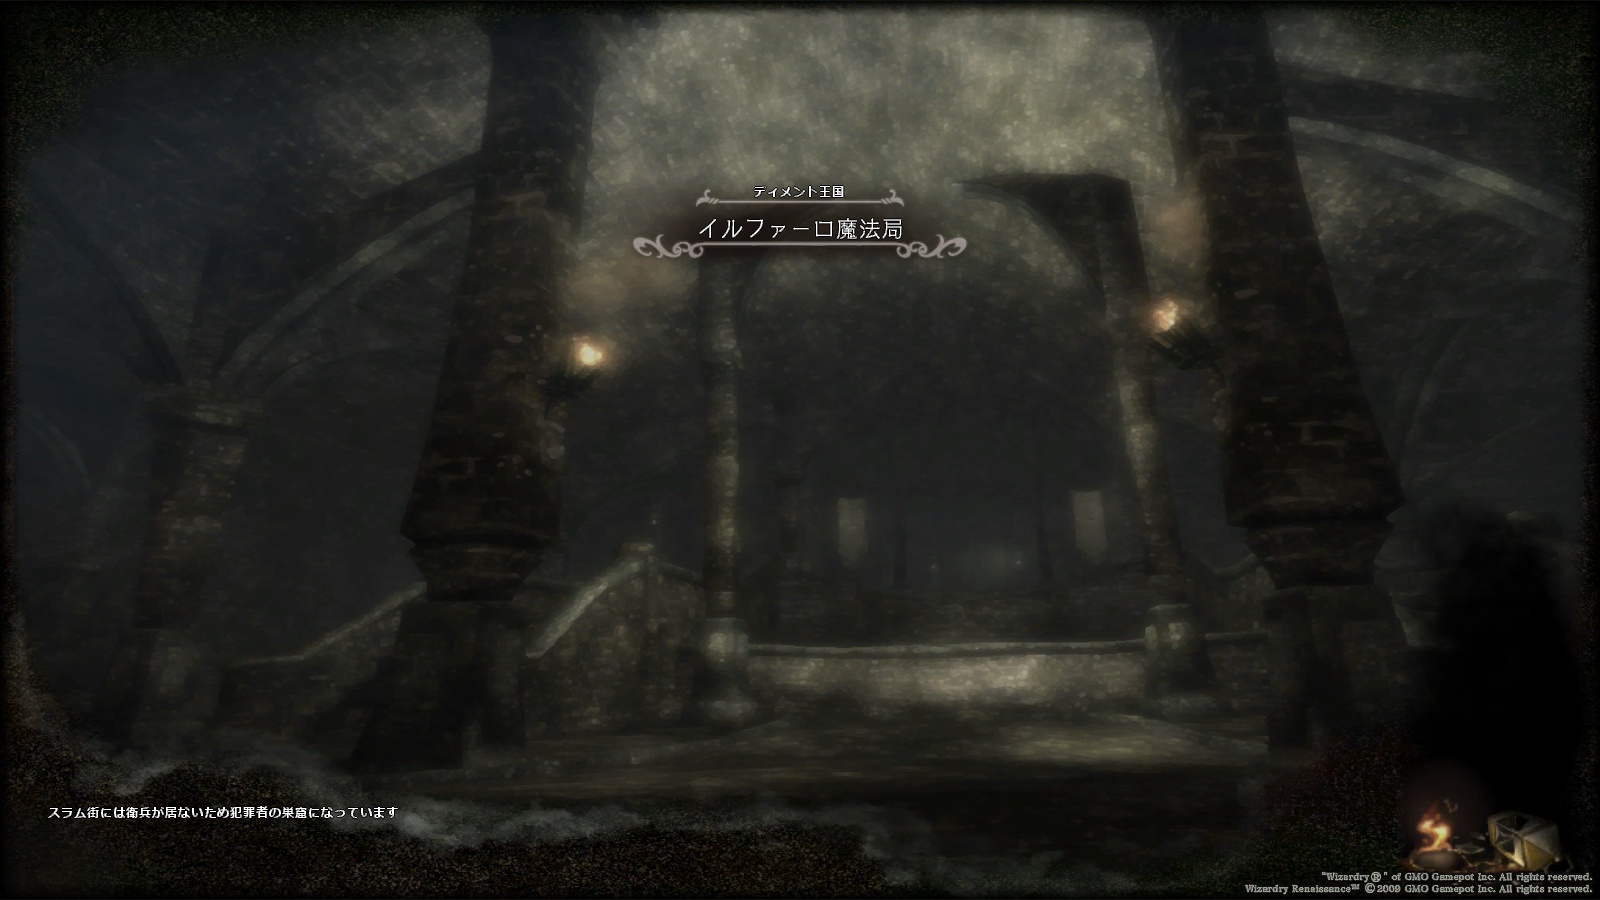 ディメント王国
イルファーロ魔法局
スラム街には衛兵が居ないため犯罪者の巣窟になっています
"Wizardry®" of GMO Gamepot Inc. All rights reserved.
Wizardry Renaissance™ ©2009 GMO Gamepot Inc. All rights reserved.